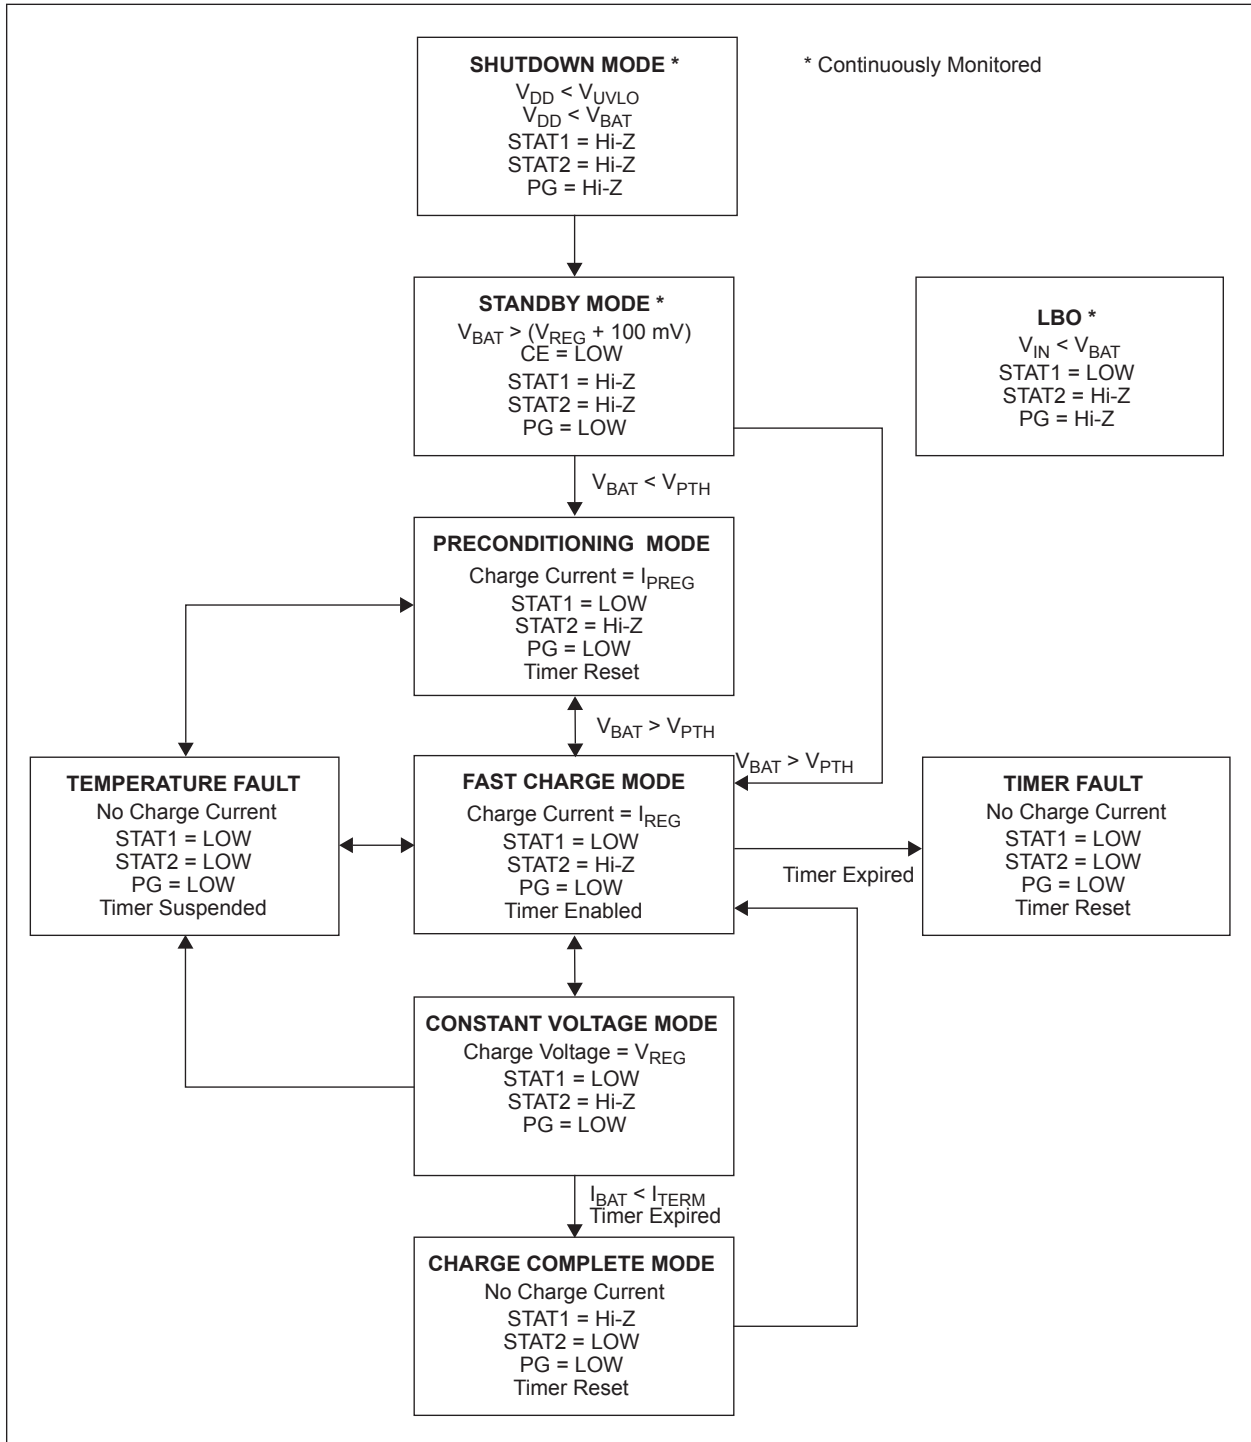 SHUTDOWN MODE *
VDD < VUVLO
VDD < VBAT
STAT1 = Hi-Z
STAT2 = Hi-Z
PG = Hi-Z
* Continuously Monitored
STANDBY MODE *
VBAT > (VREG + 100 mV)
CE = LOW
STAT1 = Hi-Z
STAT2 = Hi-Z
PG = LOW
LBO *
VIN < VBAT
STAT1 = LOW
STAT2 = Hi-Z
PG = Hi-Z
VBAT < VPTH
PRECONDITIONING MODE
Charge Current = IPREG
STAT1 = LOW
STAT2 = Hi-Z
PG = LOW
Timer Reset
VBAT > VPTH
VBAT > VPTH
TEMPERATURE FAULT
No Charge Current
STAT1 = LOW
STAT2 = LOW
PG = LOW
Timer Suspended
FAST CHARGE MODE
Charge Current = IREG
STAT1 = LOW
STAT2 = Hi-Z
PG = LOW
Timer Enabled
Timer Expired
TIMER FAULT
No Charge Current
STAT1 = LOW
STAT2 = LOW
PG = LOW
Timer Reset
CONSTANT VOLTAGE MODE
Charge Voltage = VREG
STAT1 = LOW
STAT2 = Hi-Z
PG = LOW
IBAT < ITERM
Timer Expired
CHARGE COMPLETE MODE
No Charge Current
STAT1 = Hi-Z
STAT2 = LOW
PG = LOW
Timer Reset